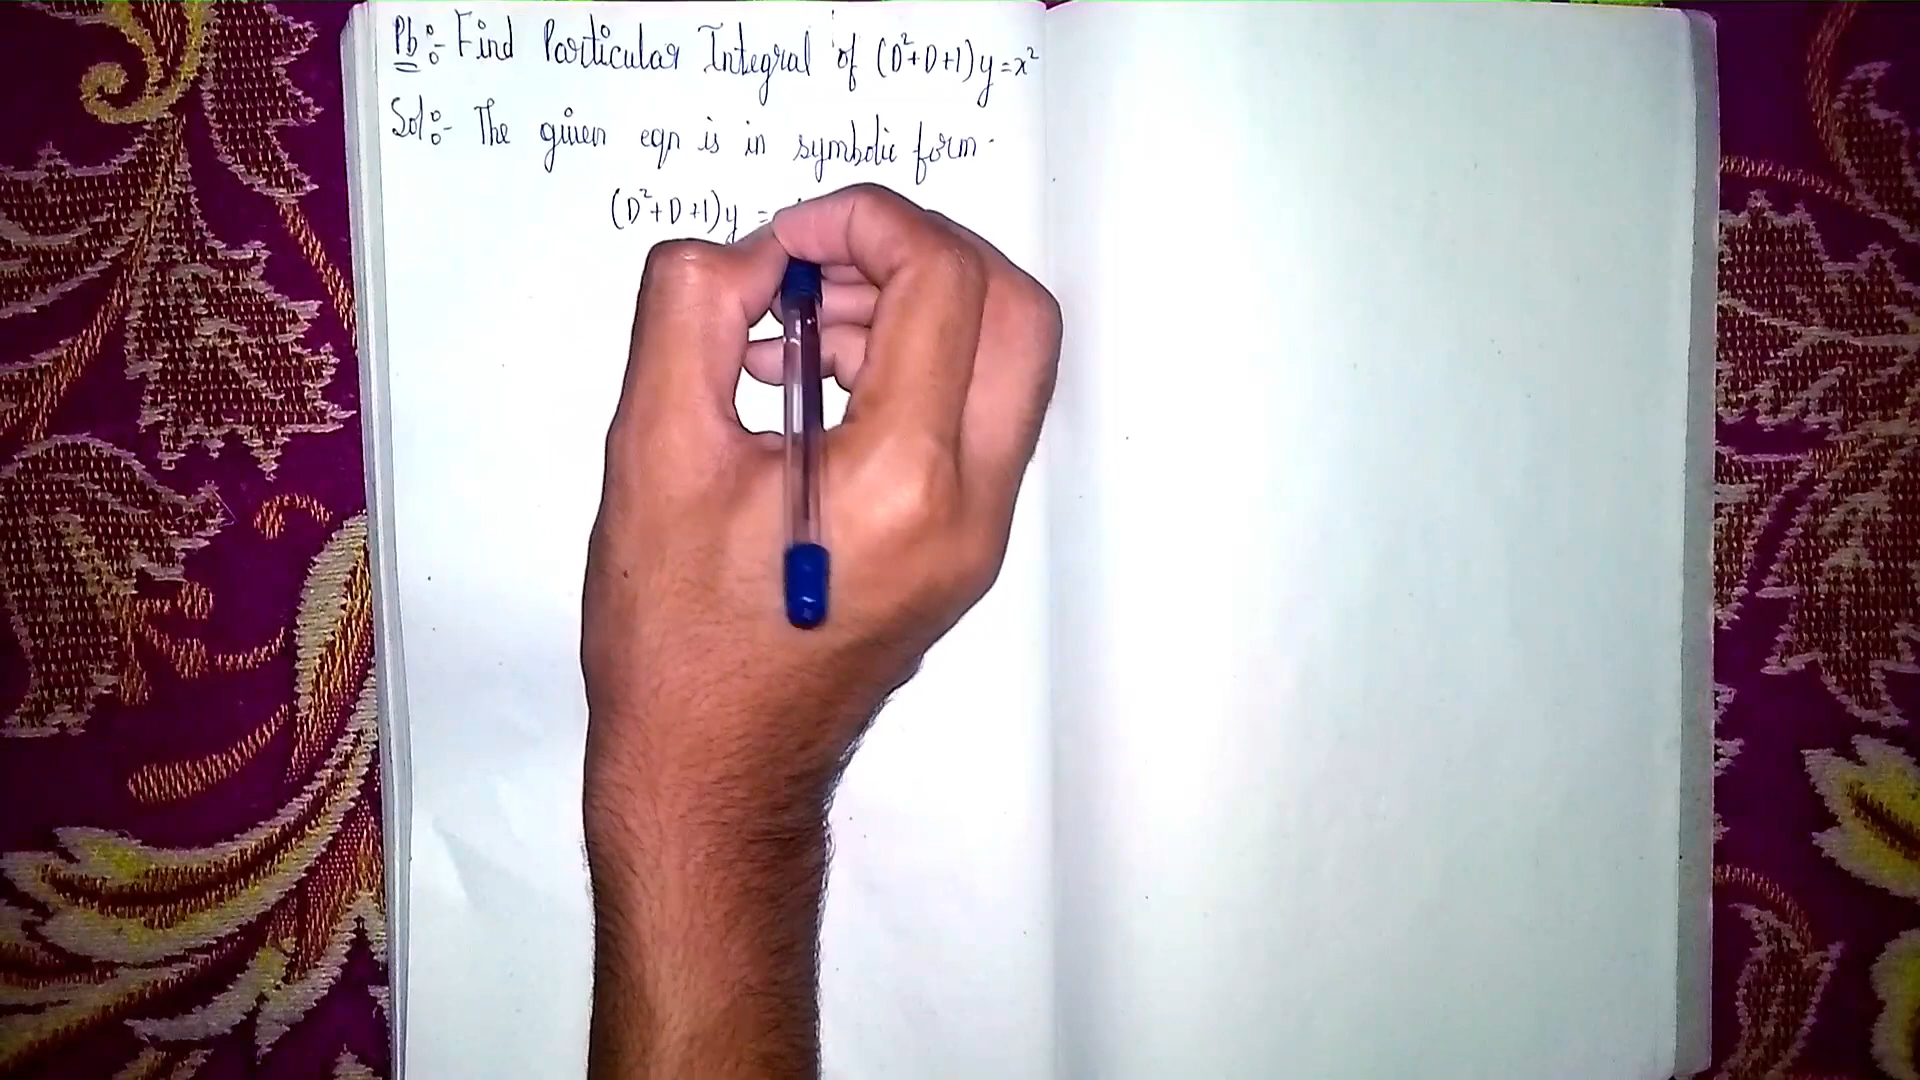 Pb:- Find Particular Integral of (D²+D+1)y=x²
Sol:- The given eqn is in symbolic form.
(D²+D+1)y =